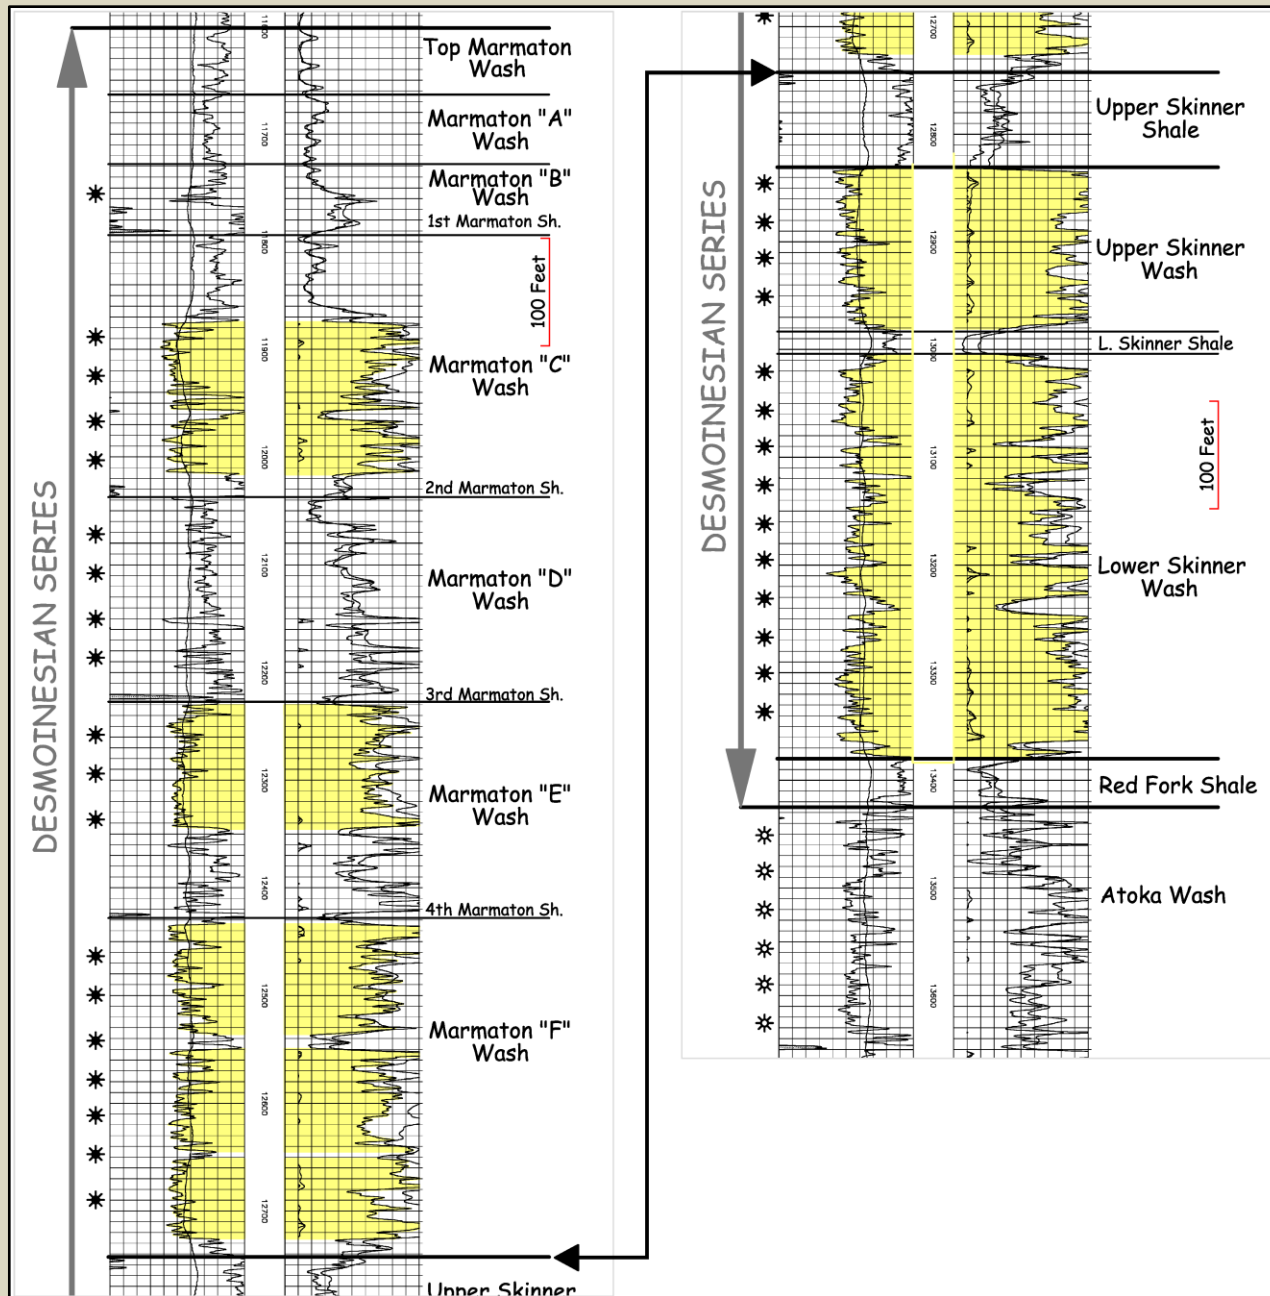 DESMOINESIAN SERIES
11600
Top Marmaton
Wash
Marmaton "A"
Wash
11700
Marmaton "B"
Wash
1st Marmaton Sh.
11800
100 Feet
11900
Marmaton "C"
Wash
12000
2nd Marmaton Sh.
12100
Marmaton "D"
Wash
12200
3rd Marmaton Sh.
12300
Marmaton "E"
Wash
12400
4th Marmaton Sh.
12500
Marmaton "F"
Wash
12600
12700
Upper Skinner
DESMOINESIAN SERIES
12700
Upper Skinner
Shale
12800
Upper Skinner
Wash
12900
13000
L. Skinner Shale
100 Feet
13100
13200
Lower Skinner
Wash
13300
13400
Red Fork Shale
13500
Atoka Wash
13600